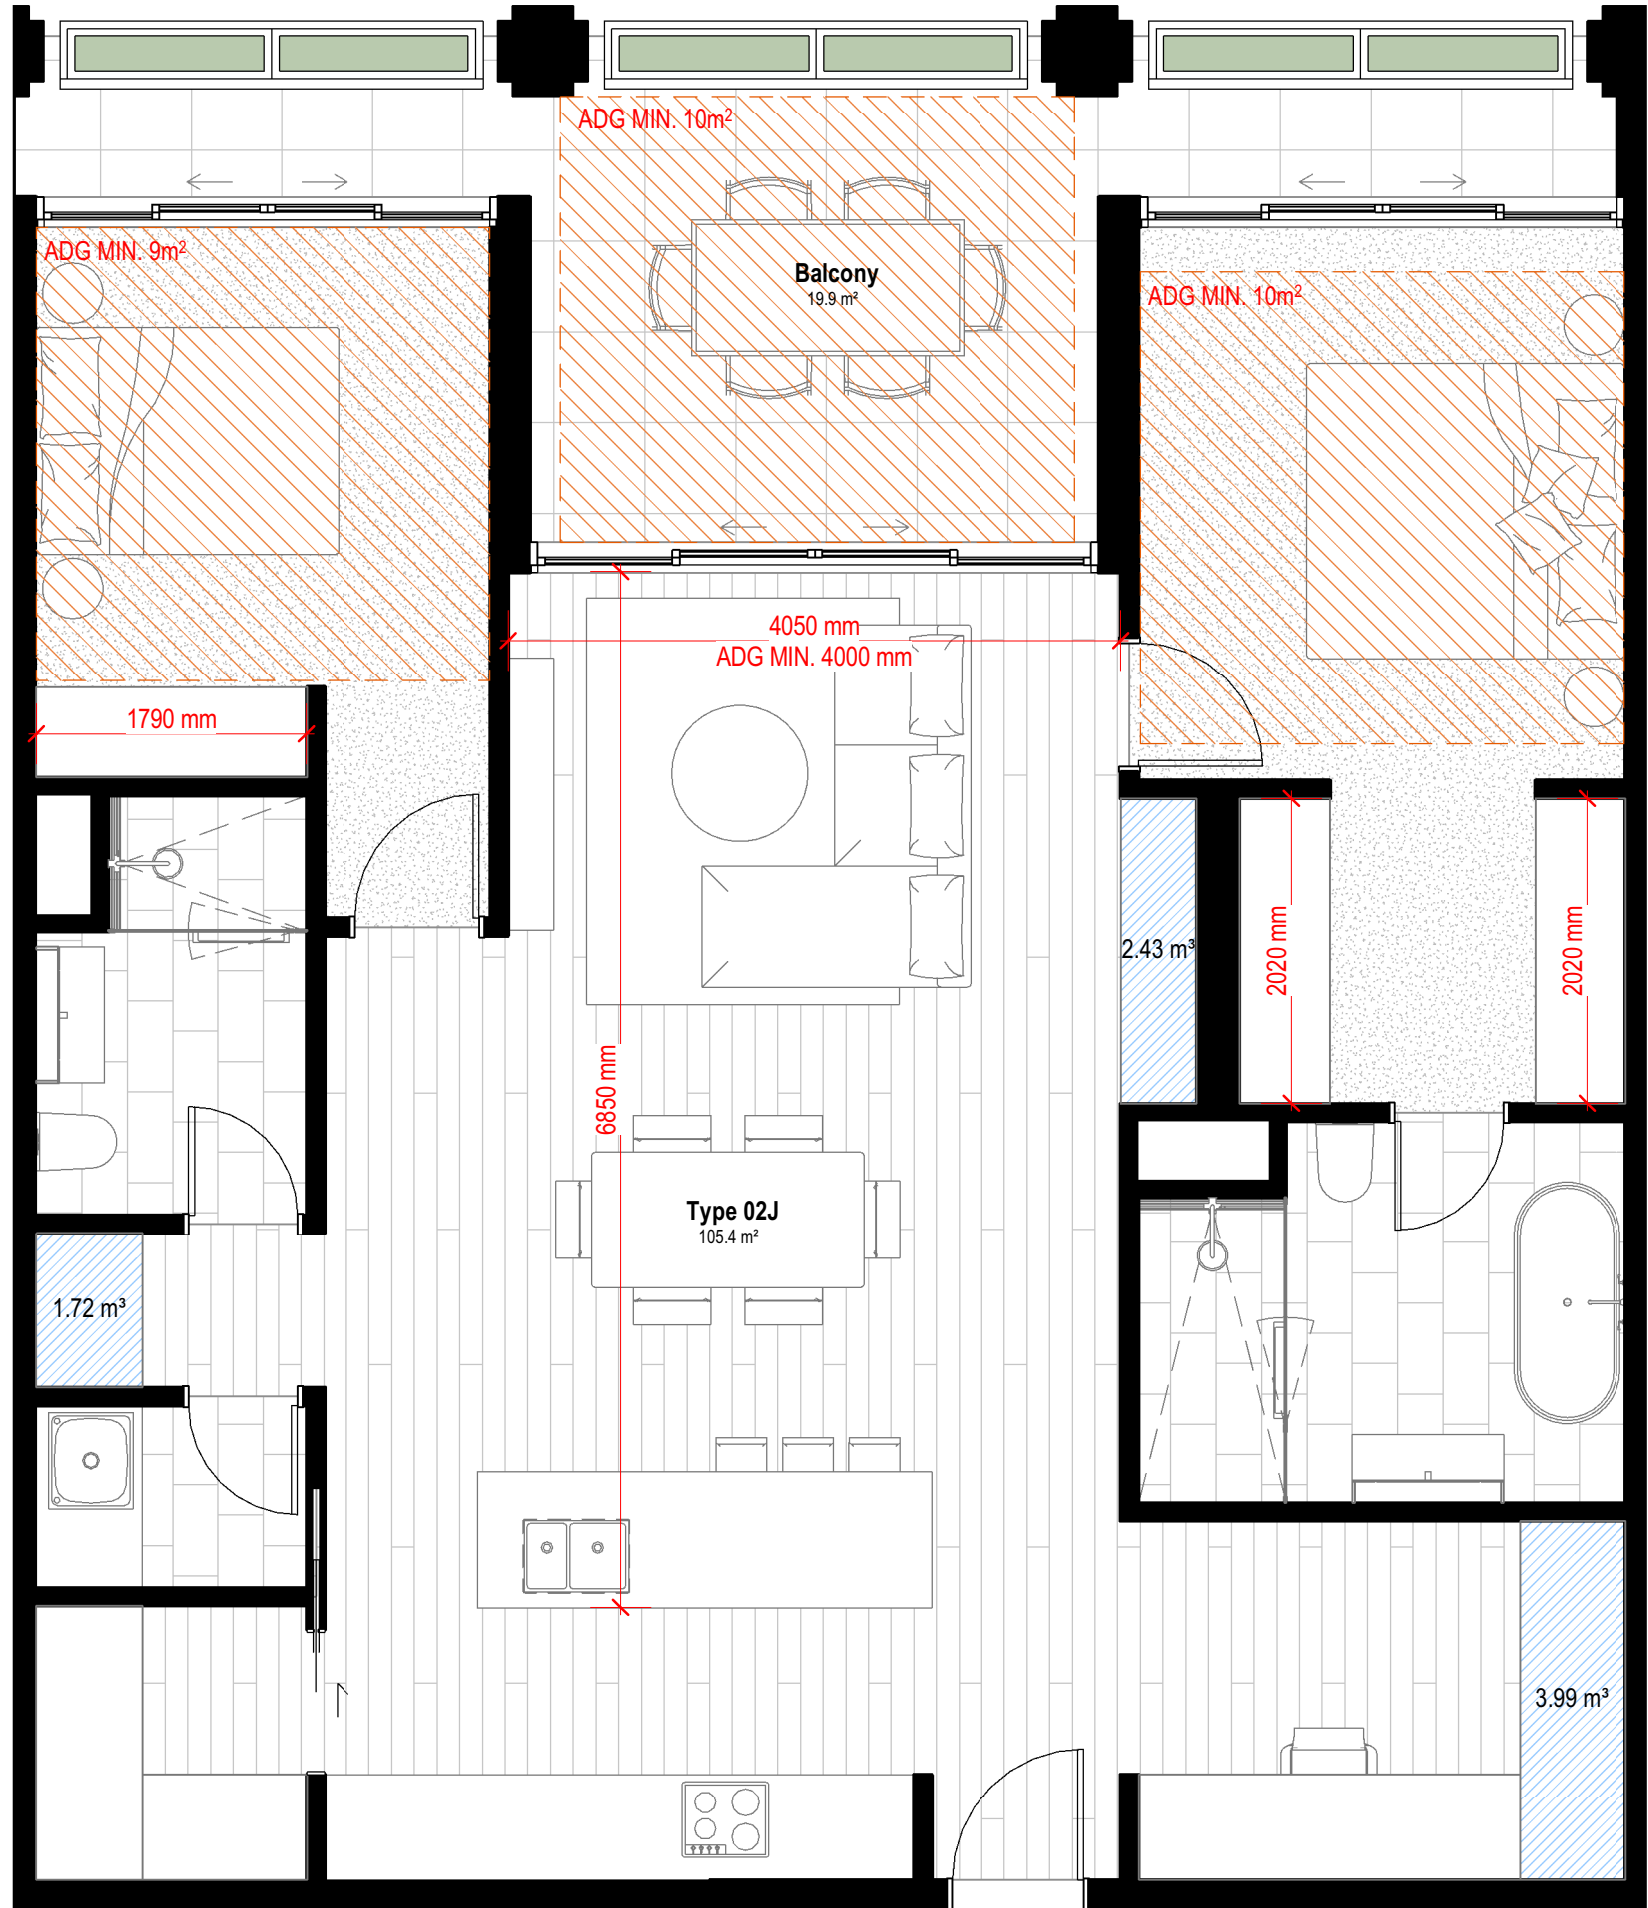 ADG MIN. 10m²
ADG MIN. 9m²
Balcony
19.9 m²
ADG MIN. 10m²
4050 mm
ADG MIN. 4000 mm
1790 mm
2.43 m³
2020 mm
2020 mm
6850 mm
Type 02J
105.4 m²
1.72 m³
3.99 m³